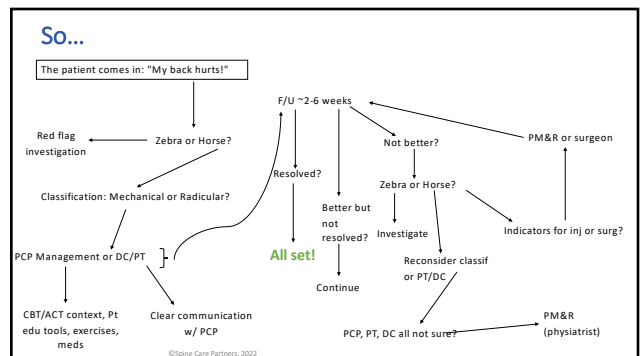 So...
The patient comes in: "My back hurts!"
F/U ~2-6 weeks
Red flag
investigation
Zebra or Horse?
Not better?
PM&R or surgeon
Resolved?
Classification: Mechanical or Radicular?
Zebra or Horse?
Better but
not
resolved?
Investigate
Indicators for inj or surg?
PCP Management or DC/PT
All set!
Reconsider classif
or PT/DC
Continue
CBT/ACT context, Pt
edu tools, exercises,
meds
Clear communication
w/ PCP
PCP, PT, DC all not sure?
PM&R
(physiatrist)
©Spine Care Partners, 2022